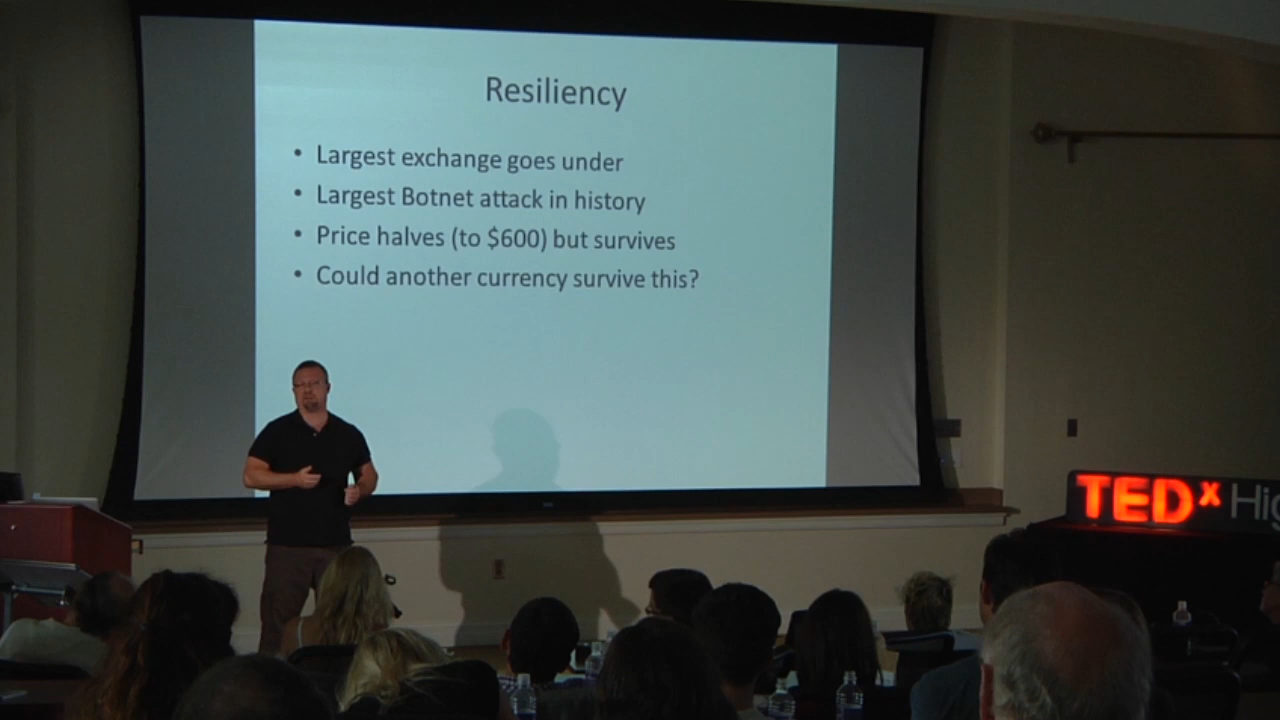 Resiliency
• Largest exchange goes under
• Largest Botnet attack in history
• Price halves (to $600) but survives
• Could another currency survive this?
TEDx Hig